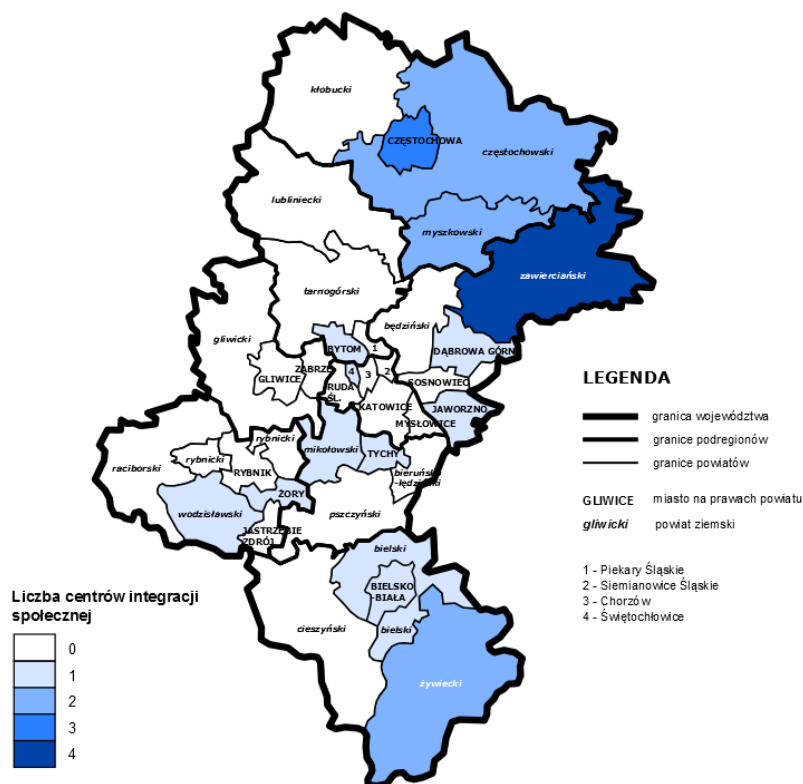 kłobucki
CZĘSTOCHOWA
częstochowski
lubliniecki
myszkowski
zawierciański
tarnogórski
będziński
gliwicki
BYTOM
1
DĄBROWA GÓRN
ZABRZE
4
3
2
GLIWICE
RUDA
ŚL.
SOSNOWIEC
KATOWICE
JAWORZNO
MYSŁOWICE
rybnicki
mikołowski
TYCHY
raciborski
rybnicki
RYBNIK
bieruńsko
-lędziński
ŻORY
wodzisławski
pszczyński
JASTRZĘBIE
ZDRÓJ
bielski
BIELSKO
-BIAŁA
cieszyński
bielski
żywiecki
LEGENDA
granica województwa
granice podregionów
granice powiatów
GLIWICE miasto na prawach powiatu
gliwicki powiat ziemski
1 - Piekary Śląskie
2 - Siemianowice Śląskie
3 - Chorzów
4 - Świętochłowice
Liczba centrów integracji
społecznej
0
1
2
3
4